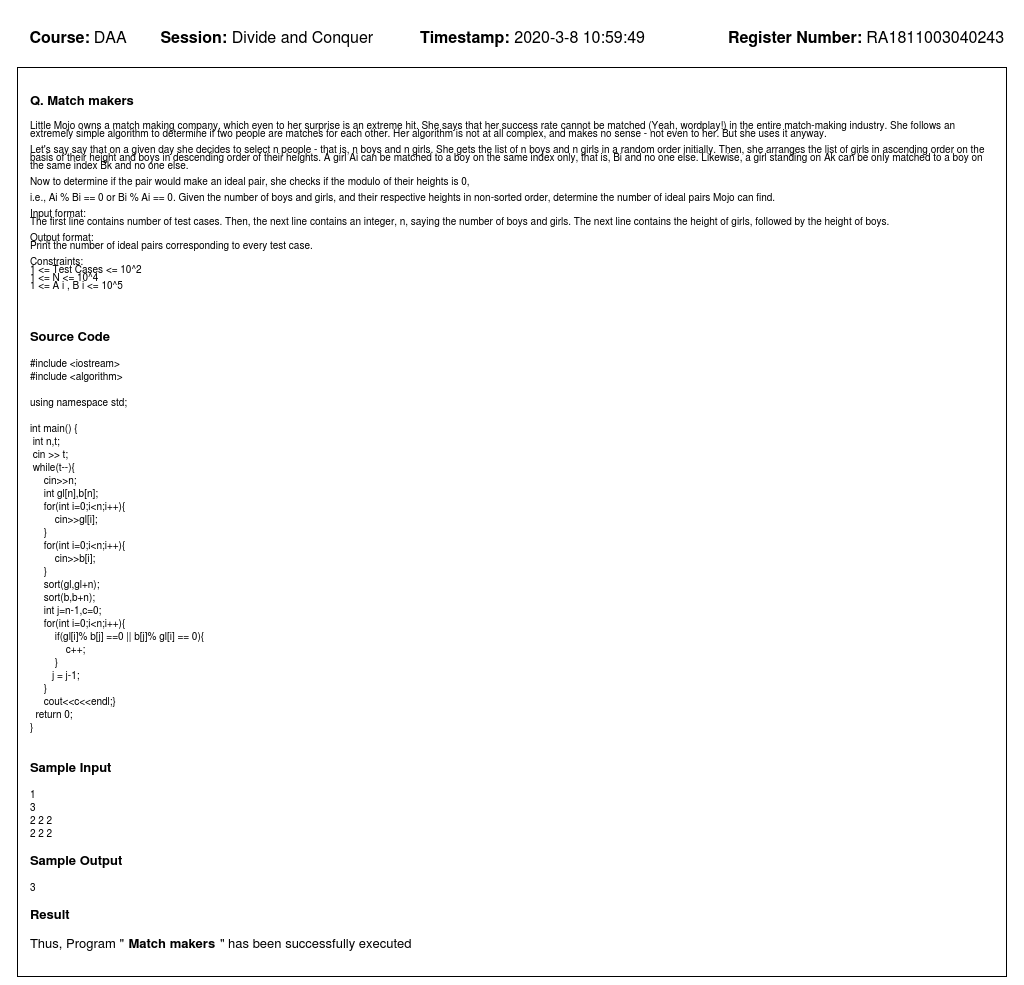 Course: DAA Session: Divide and Conquer Timestamp: 2020-3-8 10:59:49 Register Number: RA1811003040243
Q. Match makers
Little Mojo owns a match making company, which even to her surprise is an extreme hit. She says that her success rate cannot be matched (Yeah, wordplay!) in the entire match-making industry. She follows an
extremely simple algorithm to determine if two people are matches for each other. Her algorithm is not at all complex, and makes no sense - not even to her. But she uses it anyway.
Let's say say that on a given day she decides to select n people - that is, n boys and n girls. She gets the list of n boys and n girls in a random order initially. Then, she arranges the list of girls in ascending order on the
basis of their height and boys in descending order of their heights. A girl Ai can be matched to a boy on the same index only, that is, Bi and no one else. Likewise, a girl standing on Ak can be only matched to a boy on
the same index Bk and no one else.
Now to determine if the pair would make an ideal pair, she checks if the modulo of their heights is 0,
i.e., Ai % Bi == 0 or Bi % Ai == 0. Given the number of boys and girls, and their respective heights in non-sorted order, determine the number of ideal pairs Mojo can find.
Input format:
The first line contains number of test cases. Then, the next line contains an integer, n, saying the number of boys and girls. The next line contains the height of girls, followed by the height of boys.
Output format:
Print the number of ideal pairs corresponding to every test case.
Constraints:
1 <= Test Cases <= 10^2
1 <= N <= 10^4
1 <= A i , B i <= 10^5
Source Code
#include <iostream>
#include <algorithm>
using namespace std;
int main() {
int n,t;
cin >> t;
while(t--){
cin>>n;
int gl[n],b[n];
for(int i=0;i<n;i++){
cin>>gl[i];
}
for(int i=0;i<n;i++){
cin>>b[i];
}
sort(gl,gl+n);
sort(b,b+n);
int j=n-1,c=0;
for(int i=0;i<n;i++){
if(gl[i]% b[j] ==0 || b[j]% gl[i] == 0){
c++;
}
j = j-1;
}
cout<<c<<endl;}
return 0;
}
Sample Input
1
3
2 2 2
2 2 2
Sample Output
3
Result
Thus, Program " Match makers " has been successfully executed